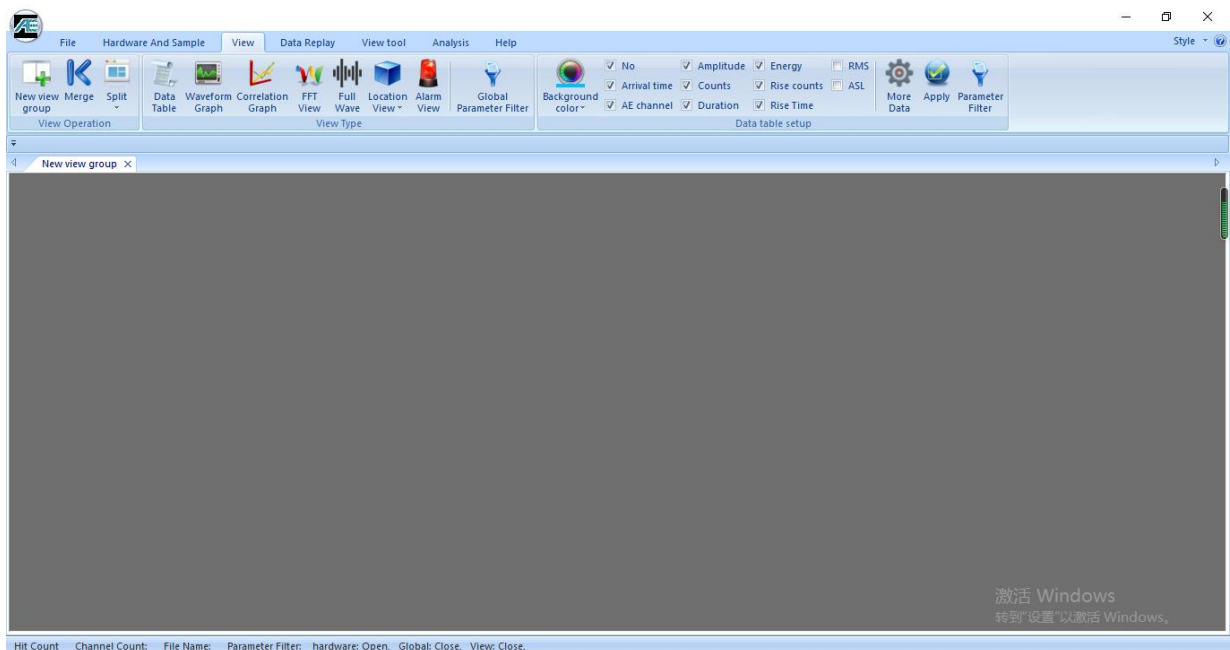 AE
File Hardware And Sample View Data Replay View tool Analysis Help Style
New view group
Merge
Split
View Operation
Data Table
Waveform Graph
Correlation Graph
FFT View
Full Wave
Location View
Alarm View
Global Parameter Filter
View Type
Background color
No
Arrival time
AE channel
Amplitude
Counts
Duration
Energy
Rise counts
Rise Time
RMS
ASL
More Data
Apply
Parameter Filter
Data table setup
New view group
激活 Windows
转到"设置"以激活 Windows。
Hit Count Channel Count: File Name: Parameter Filter: hardware: Open, Global: Close, View: Close,